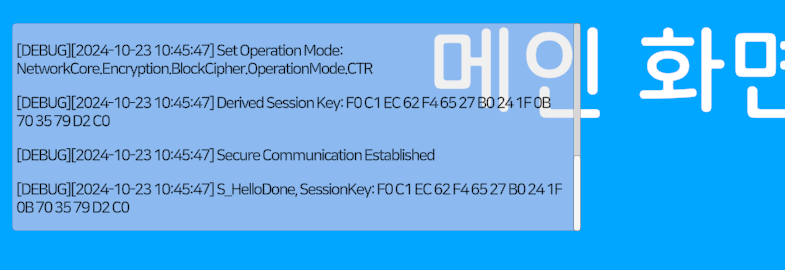 [DEBUG][2024-10-23 10:45:47] Set Operation Mode:
NetworkCore.Encryption.BlockCipher.OperationMode.CTR
[DEBUG][2024-10-23 10:45:47] Derived Session Key: F0 C1 EC 62 F4 65 27 B0 24 1F 0B
70 35 79 D2 C0
[DEBUG][2024-10-23 10:45:47] Secure Communication Established
[DEBUG][2024-10-23 10:45:47] S_HelloDone, SessionKey: F0 C1 EC 62 F4 65 27 B0 24 1F
0B 70 35 79 D2 C0
메인 화면